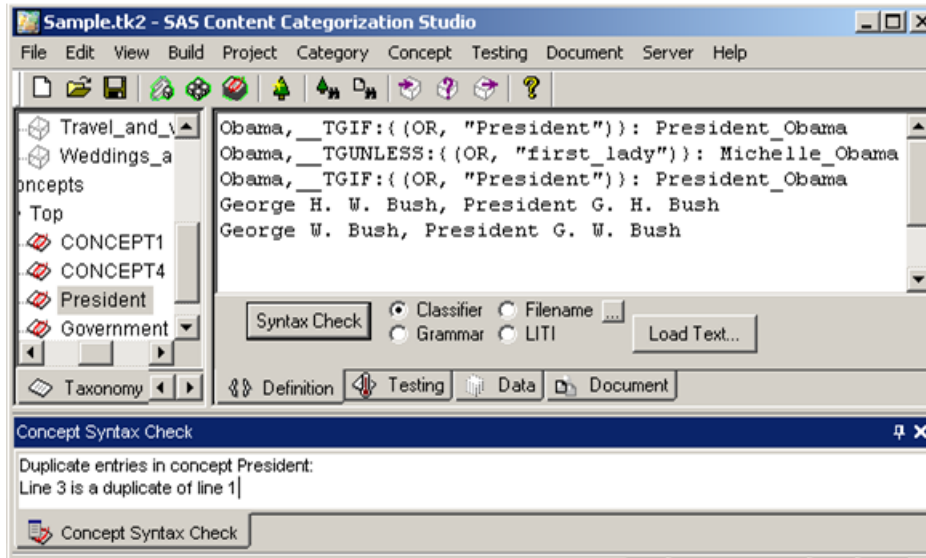 Sample.tk2 - SAS Content Categorization Studio
File Edit View Build Project Category Concept Testing Document Server Help
Travel_and_
Weddings_a
oncepts
Top
CONCEPT1
CONCEPT4
President
Government
Taxonomy
Obama,__TGIF:{(OR, "President")}: President_Obama
Obama,__TGUNLESS:{(OR, "first_lady")}: Michelle_Obama
Obama,__TGIF:{(OR, "President")}: President_Obama
George H. W. Bush, President G. H. Bush
George W. Bush, President G. W. Bush
Syntax Check Classifier Filename ...
Grammar LITI Load Text...
Definition Testing Data Document
Concept Syntax Check
Duplicate entries in concept President:
Line 3 is a duplicate of line 1
Concept Syntax Check